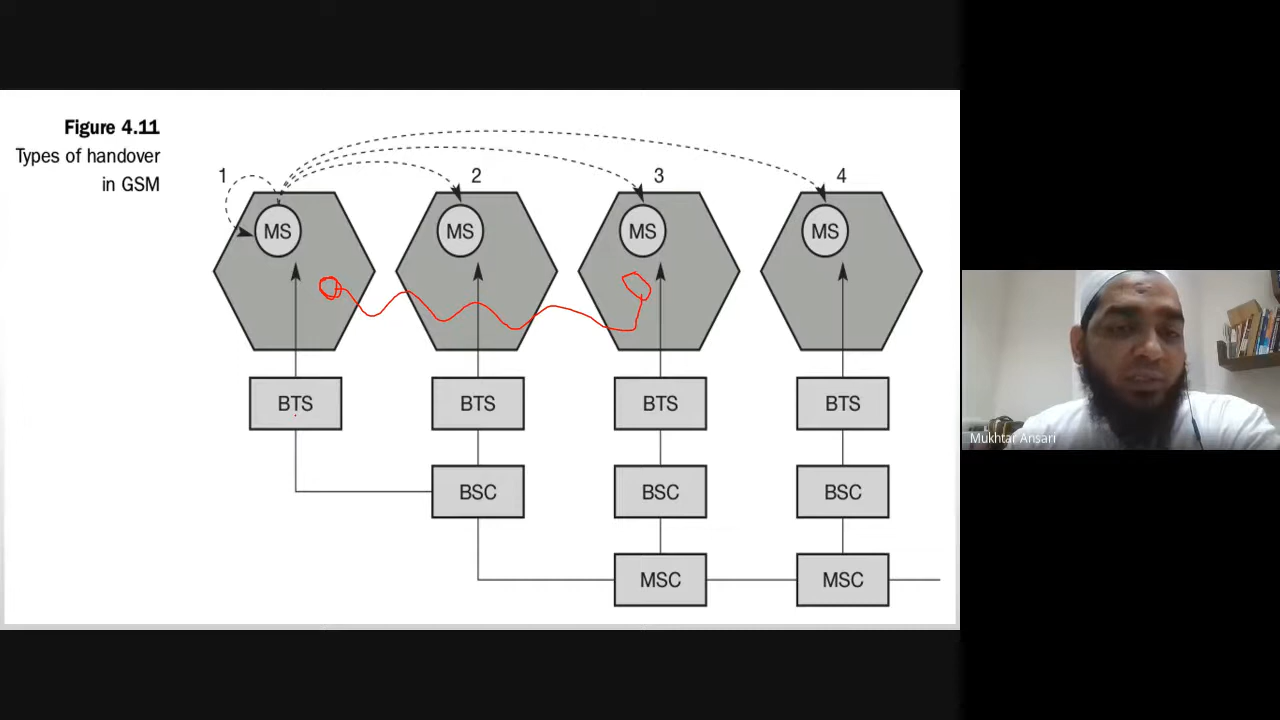 Figure 4.11
Types of handover
in GSM
1
2
3
4
MS
MS
MS
MS
BTS
BTS
BTS
BTS
BSC
BSC
BSC
MSC
MSC
Mukhtar Ansari